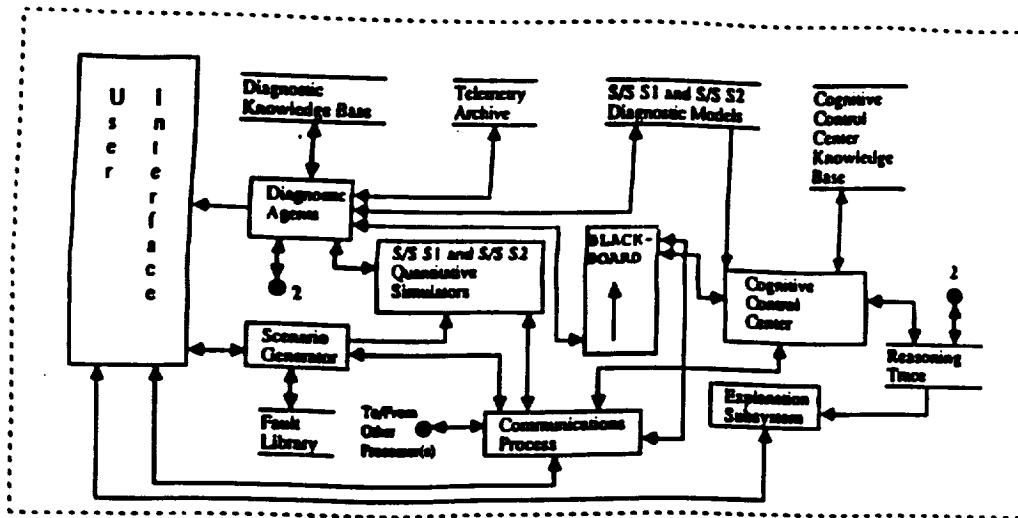 User Interface
Diagnostic
Knowledge Base
Telemetry
Archive
S/S S1 and S/S S2
Diagnostic Models
Cognitive
Control
Center
Knowledge
Base
Diagnostic
Agents
2
S/S S1 and S/S S2
Quantitative
Simulators
BLACK-
BOARD
Cognitive
Control
Center
2
Scenario
Generator
Reasoning
Trace
Explanation
Subsystem
Fault
Library
To/From
Other
Processor(s)
Communications
Process